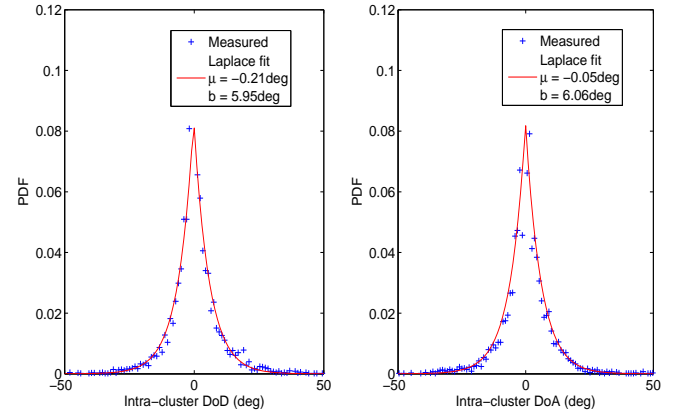 0.12
0.1
0.08
0.06
0.04
0.02
0
PDF
−50
0
50
Intra−cluster DoD (deg)
Measured
Laplace fit
μ = −0.21deg
b = 5.95deg
0.12
0.1
0.08
0.06
0.04
0.02
0
PDF
−50
0
50
Intra−cluster DoA (deg)
Measured
Laplace fit
μ = −0.05deg
b = 6.06deg